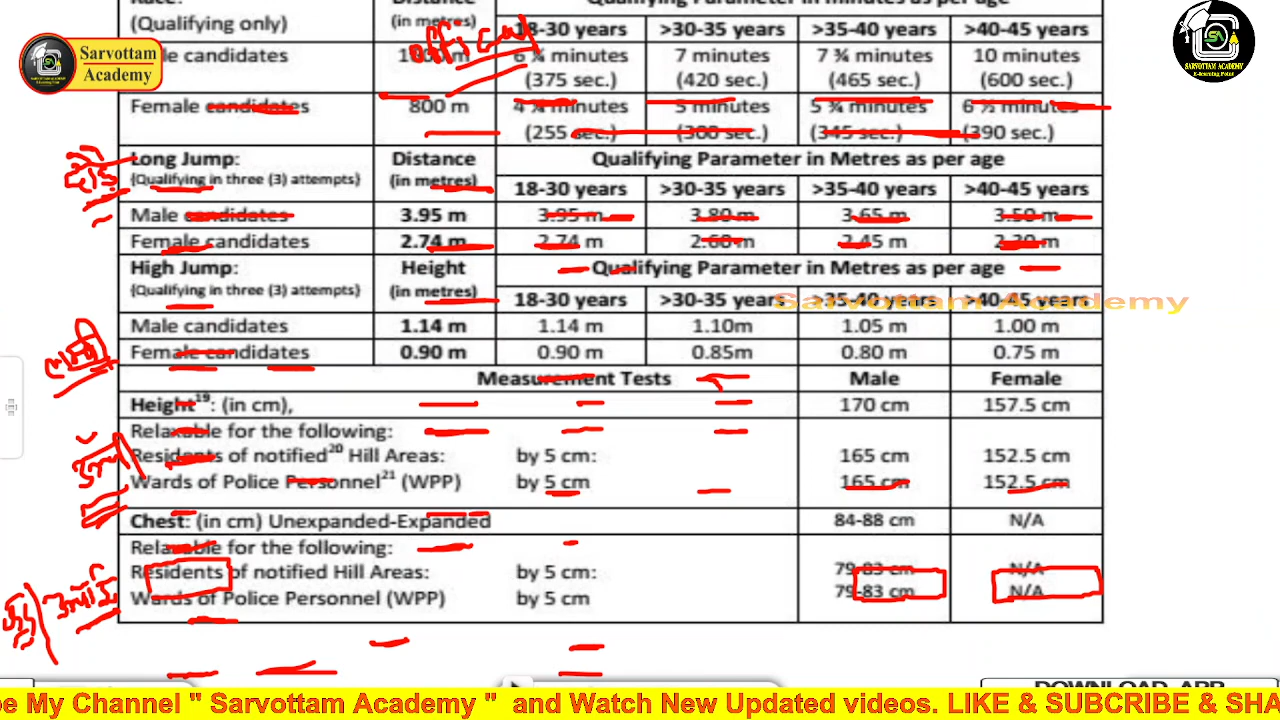 Qualifying Parameter in minutes as per age
(Qualifying only)
(in metres)
18-30 years
>30-35 years
>35-40 years
>40-45 years
candidates
minutes
7 minutes
7 ¾ minutes
10 minutes
(375 sec.)
(420 sec.)
(465 sec.)
(600 sec.)
Female candidates
800 m
4 ¼ minutes
5 minutes
5 ¾ minutes
6 ½ minutes
(255 sec.)
(300 sec.)
(345 sec.)
(390 sec.)
Long Jump:
(Qualifying in three (3) attempts)
Distance
(in metres)
Qualifying Parameter in Metres as per age
18-30 years
>30-35 years
>35-40 years
>40-45 years
Male candidates
3.95 m
3.95 m
3.80 m
3.65 m
3.50 m
Female candidates
2.74 m
2.74 m
2.60 m
2.45 m
2.30 m
High Jump:
(Qualifying in three (3) attempts)
Height
(in metres)
Qualifying Parameter in Metres as per age
18-30 years
>30-35 years
>35-40 years
>40-45 years
Male candidates
1.14 m
1.14 m
1.10m
1.05 m
1.00 m
Female candidates
0.90 m
0.90 m
0.85m
0.80 m
0.75 m
Measurement Tests
Male
Female
Height19: (in cm),
170 cm
157.5 cm
Relaxable for the following:
Residents of notified20 Hill Areas:
by 5 cm:
165 cm
152.5 cm
Wards of Police Personnel21 (WPP)
by 5 cm
165 cm
152.5 cm
Chest: (in cm) Unexpanded-Expanded
84-88 cm
N/A
Relaxable for the following:
Residents of notified Hill Areas:
by 5 cm:
79-83 cm
N/A
Wards of Police Personnel (WPP)
by 5 cm
79-83 cm
N/A
Sarvottam
Academy
SARVOTTAM ACADEMY
Sarvottam Academy
be My Channel " Sarvottam Academy " and Watch New Updated videos. LIKE & SUBCRIBE & SHA